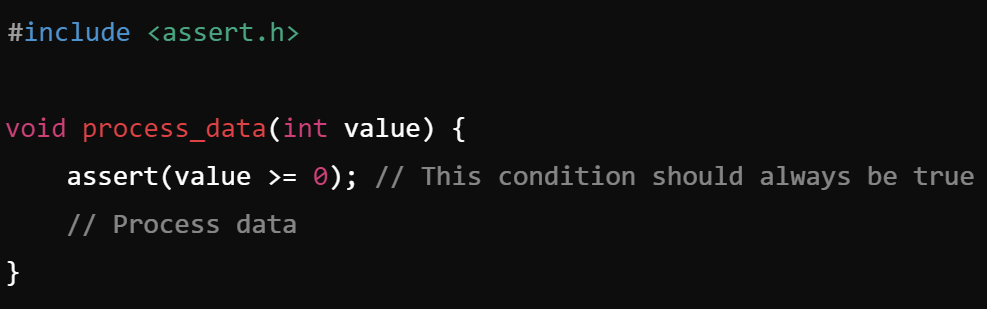 #include <assert.h>
void process_data(int value) {
    assert(value >= 0); // This condition should always be true
    // Process data
}